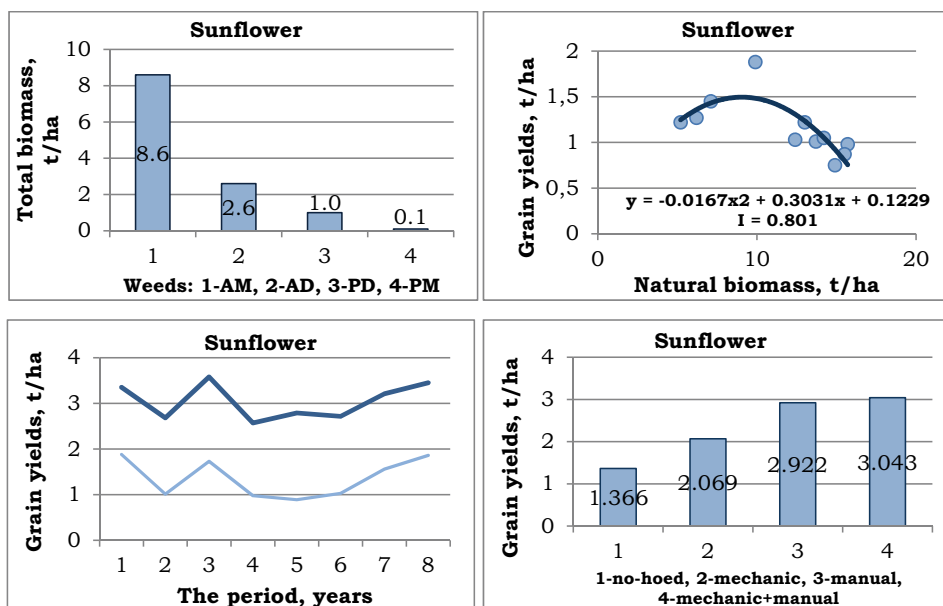 Sunflower
Total biomass,
t/ha
10
8
6
4
2
0
8.6
2.6
1.0
0.1
1 2 3 4
Weeds: 1-AM, 2-AD, 3-PD, 4-PM
Sunflower
Grain yields, t/ha
2
1,5
1
0,5
0
y = -0.0167x2 + 0.3031x + 0.1229
I = 0.801
0 10 20
Natural biomass, t/ha
Sunflower
Grain yields, t/ha
4
3
2
1
0
1 2 3 4 5 6 7 8
The period, years
Sunflower
Grain yields, t/ha
4
3
2
1
0
1.366
2.069
2.922
3.043
1 2 3 4
1-no-hoed, 2-mechanic, 3-manual,
4-mechanic+manual